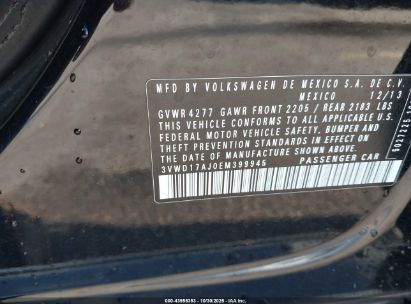 MFD BY VOLKSWAGEN DE MEXICO S.A. DE C.V.
MEXICO 12/13
GVWR 4277 GAWR FRONT 2205 / REAR 2183 LBS
THIS VEHICLE CONFORMS TO ALL APPLICABLE U.S.
FEDERAL MOTOR VEHICLE SAFETY, BUMPER AND
THEFT PREVENTION STANDARDS IN EFFECT ON
THE DATE OF MANUFACTURE SHOWN ABOVE.
3VWD17AJ0EM399945 PASSENGER CAR